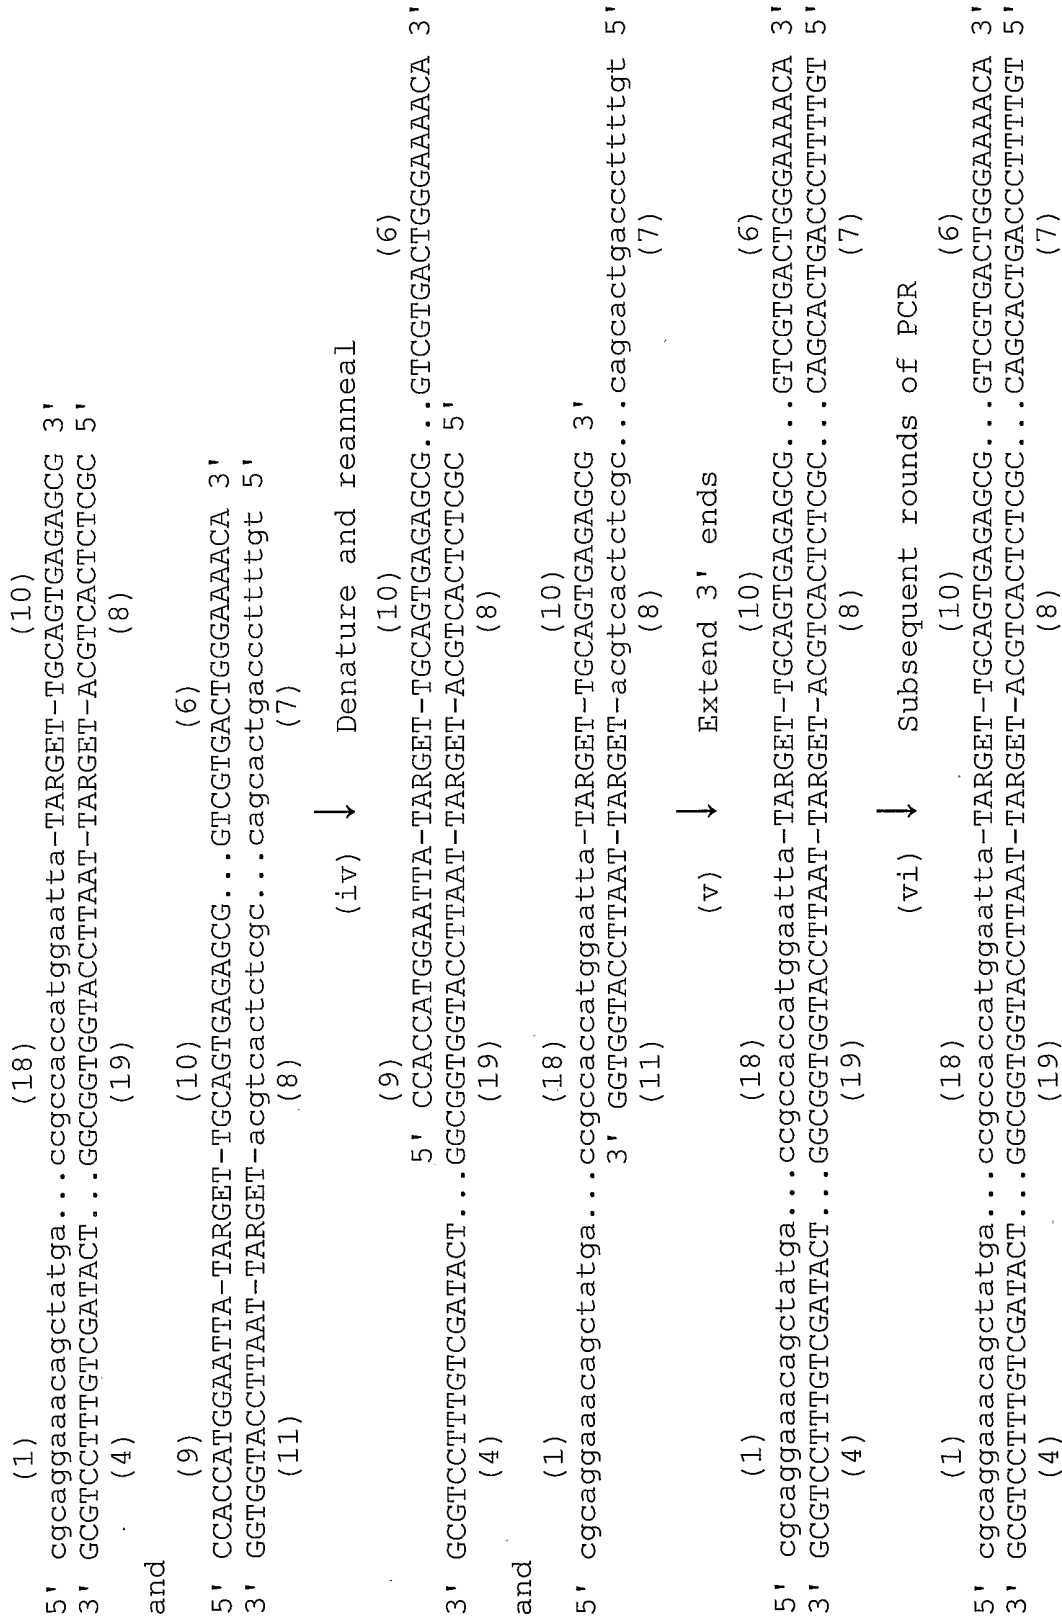 (1) (18) (10)
5' cgcaggaaacagctatga...ccgccaccatggaatta-TARGET-TGCAGTGAGAGCG 3'
3' GCGTCCTTTGTCGATACT...GGCGGTGGTACCTTAAT-TARGET-ACGTCACTCTCGC 5'
(4) (19) (8)
and
(9) (10) (6)
5' CCACCATGGAATTA-TARGET-TGCAGTGAGAGCG...GTCGTGACTGGGAAAACA 3'
3' GGTGGTACCTTAAT-TARGET-acgtcactctcgc...cagcactgacccttttgt 5'
(11) (8) (7)
(iv) ↓ Denature and reanneal
(9) (10) (6)
5' CCACCATGGAATTA-TARGET-TGCAGTGAGAGCG...GTCGTGACTGGGAAAACA 3'
3' GCGTCCTTTGTCGATACT...GGCGGTGGTACCTTAAT-TARGET-ACGTCACTCTCGC 5'
(4) (19) (8)
and
(1) (18) (10)
5' cgcaggaaacagctatga...ccgccaccatggaatta-TARGET-TGCAGTGAGAGCG 3'
3' GGTGGTACCTTAAT-TARGET-acgtcactctcgc...cagcactgacccttttgt 5'
(11) (8) (7)
(v) ↓ Extend 3' ends
(1) (18) (10) (6)
5' cgcaggaaacagctatga...ccgccaccatggaatta-TARGET-TGCAGTGAGAGCG...GTCGTGACTGGGAAAACA 3'
3' GCGTCCTTTGTCGATACT...GGCGGTGGTACCTTAAT-TARGET-ACGTCACTCTCGC...CAGCACTGACCCTTTTGT 5'
(4) (19) (8) (7)
(vi) ↓ Subsequent rounds of PCR
(1) (18) (10) (6)
5' cgcaggaaacagctatga...ccgccaccatggaatta-TARGET-TGCAGTGAGAGCG...GTCGTGACTGGGAAAACA 3'
3' GCGTCCTTTGTCGATACT...GGCGGTGGTACCTTAAT-TARGET-ACGTCACTCTCGC...CAGCACTGACCCTTTTGT 5'
(4) (19) (8) (7)